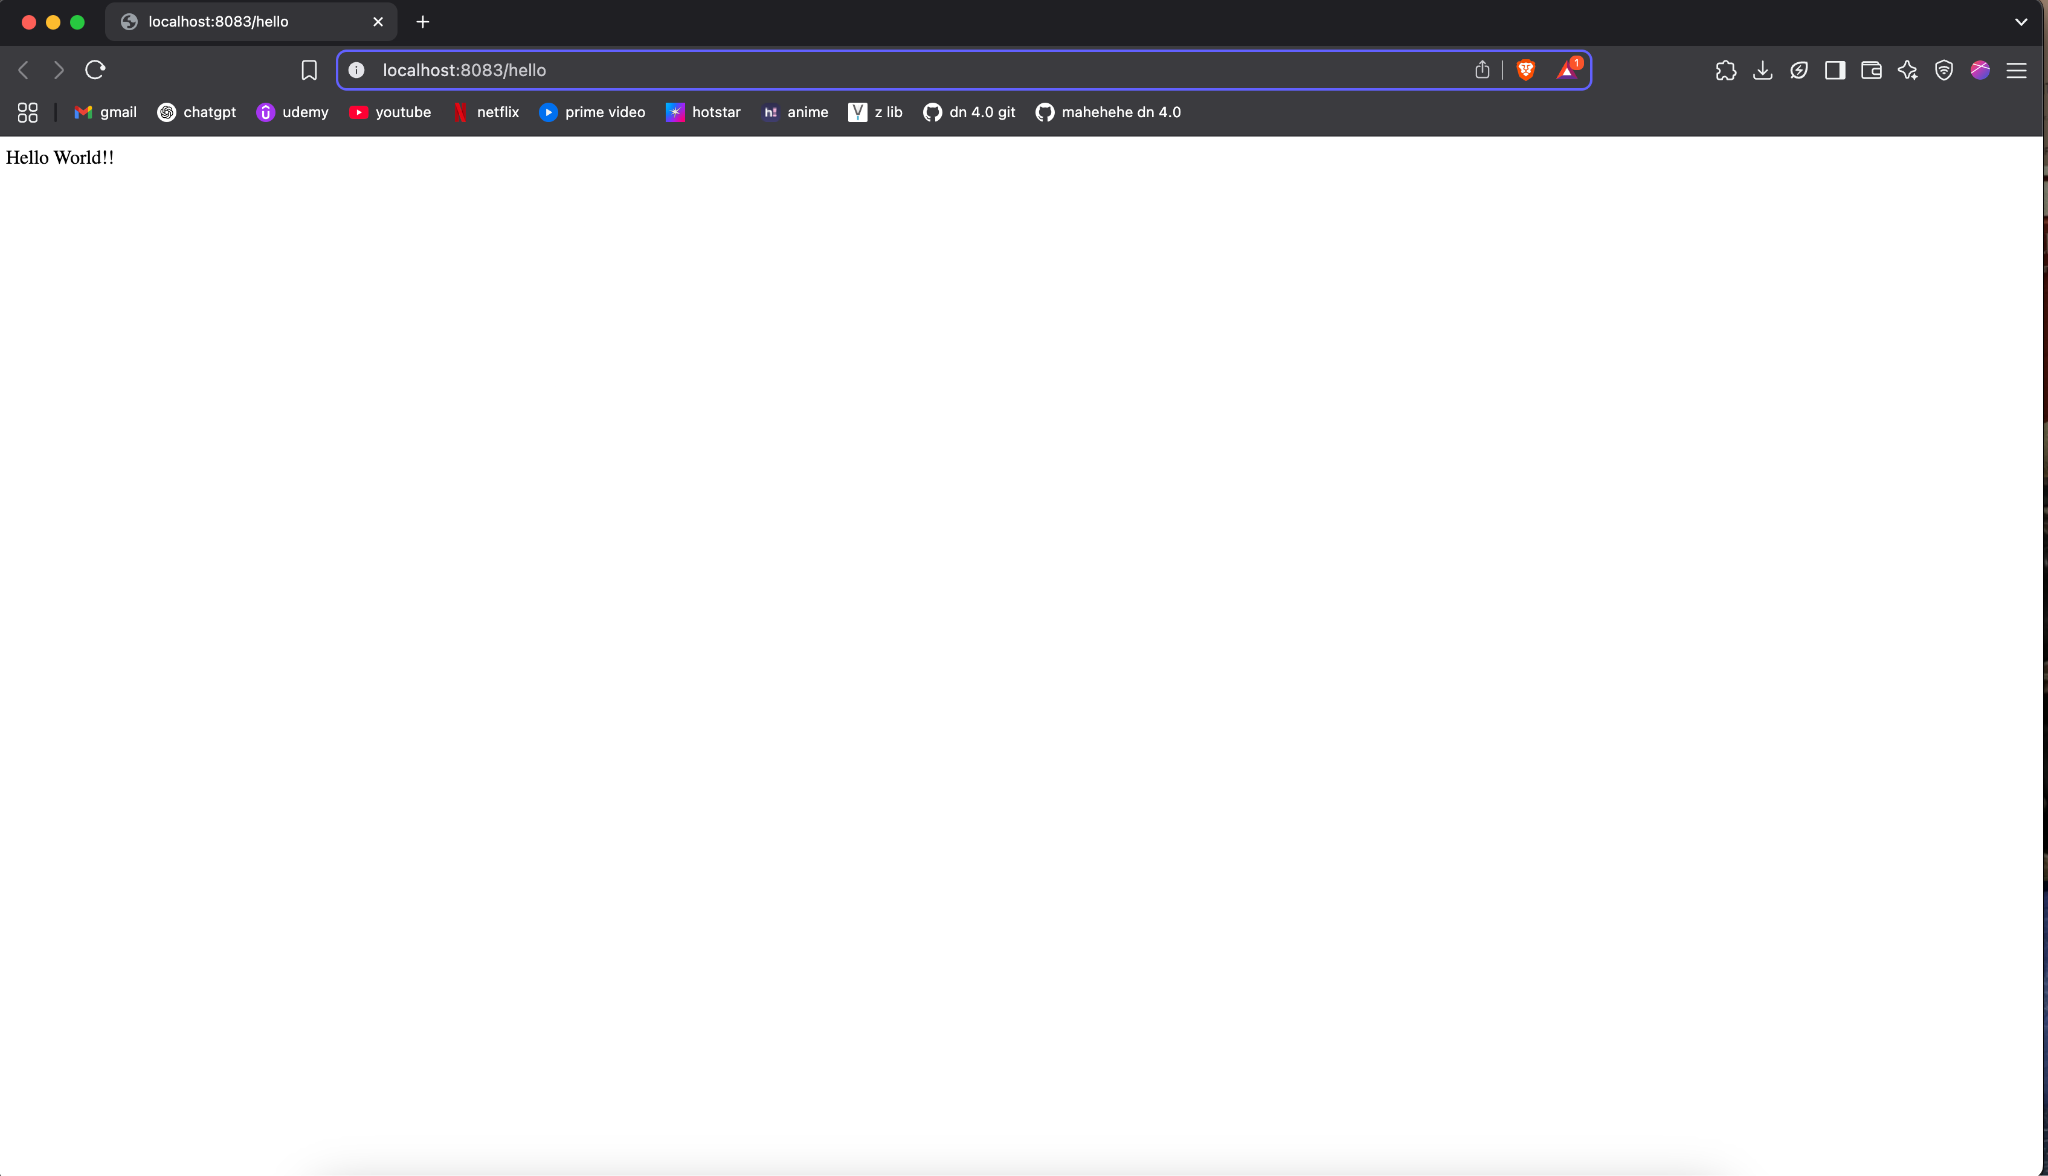 localhost:8083/hello
localhost:8083/hello
1
gmail chatgpt udemy youtube netflix prime video hotstar h! anime z lib dn 4.0 git mahehehe dn 4.0
Hello World!!